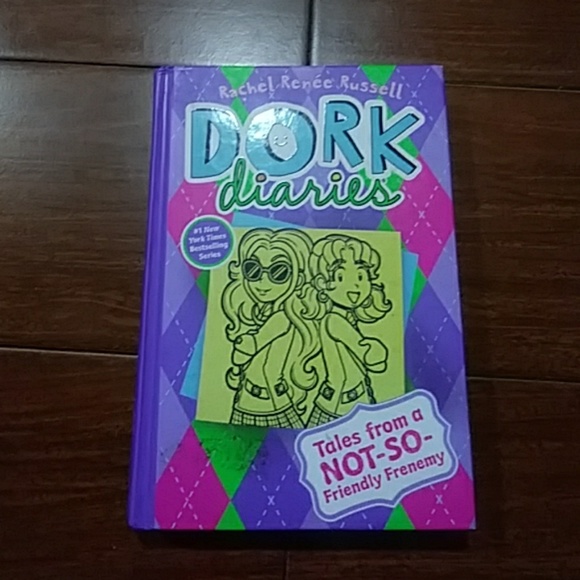 Rachel Renée Russell
DORK
diaries
#1 New
York Times
Bestselling
Series
Tales from a
NOT-SO-
Friendly Frenemy